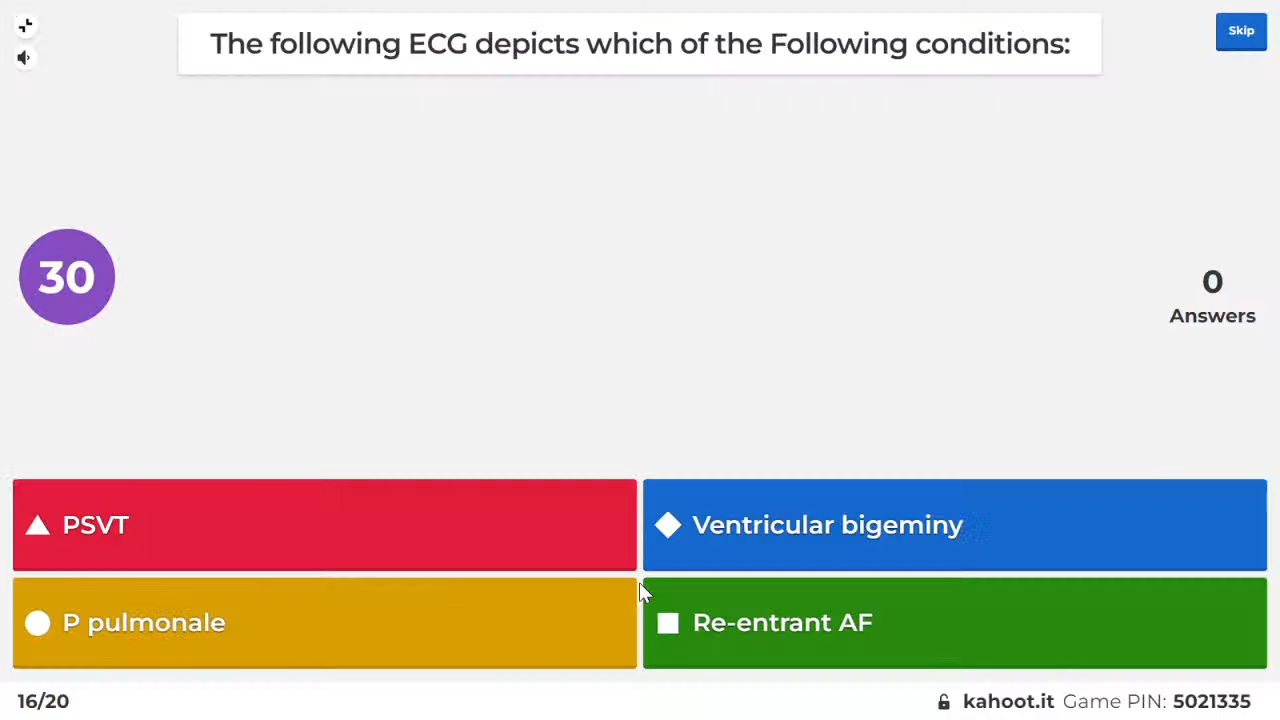 The following ECG depicts which of the Following conditions:
Skip
30
0
Answers
PSVT
Ventricular bigeminy
P pulmonale
Re-entrant AF
16/20
kahoot.it Game PIN: 5021335